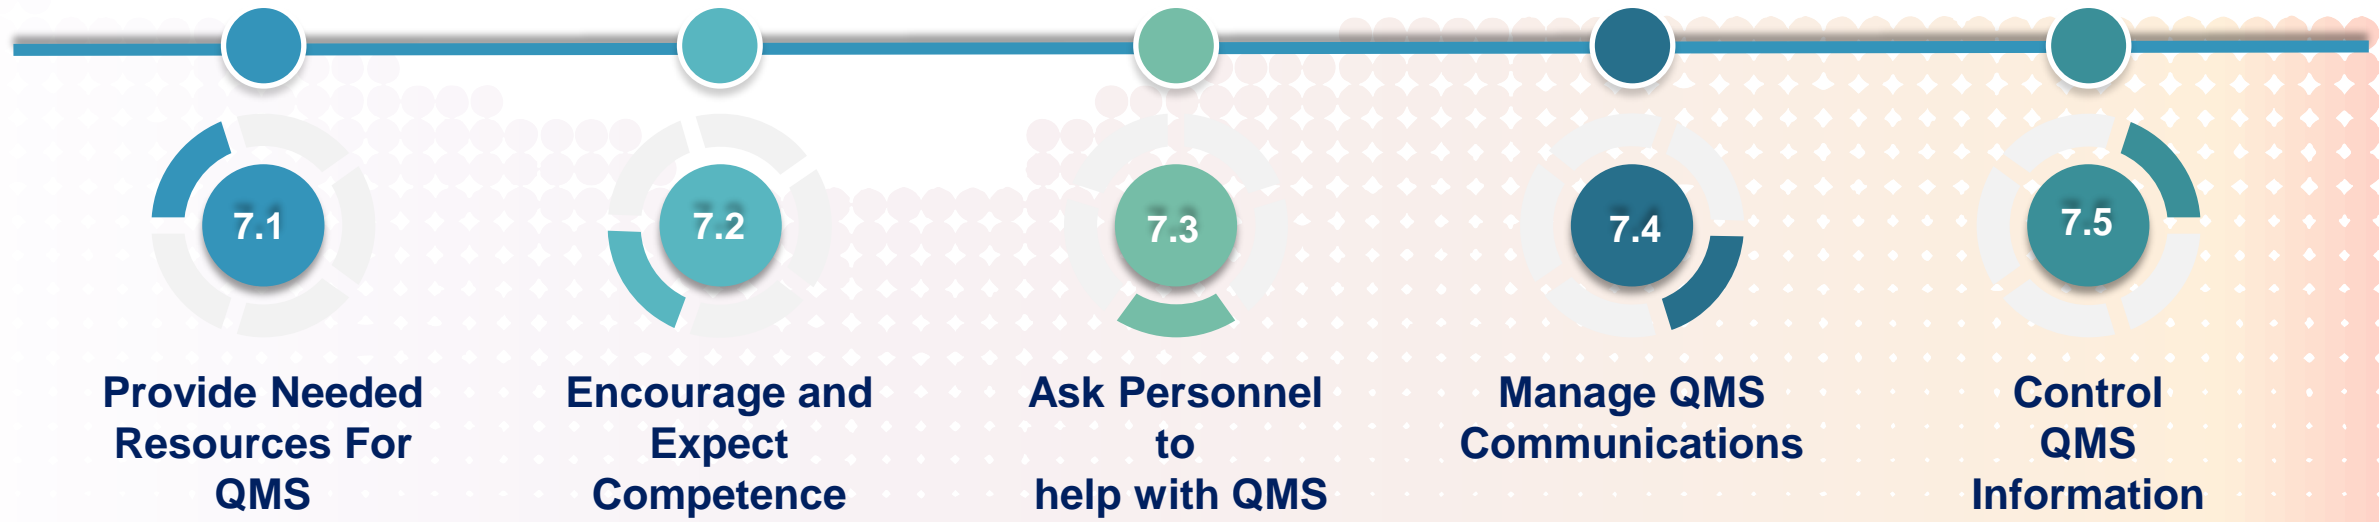 7.1
Provide Needed
Resources For
QMS
7.2
Encourage and
Expect
Competence
7.3
Ask Personnel
to
help with QMS
7.4
Manage QMS
Communications
7.5
Control
QMS
Information